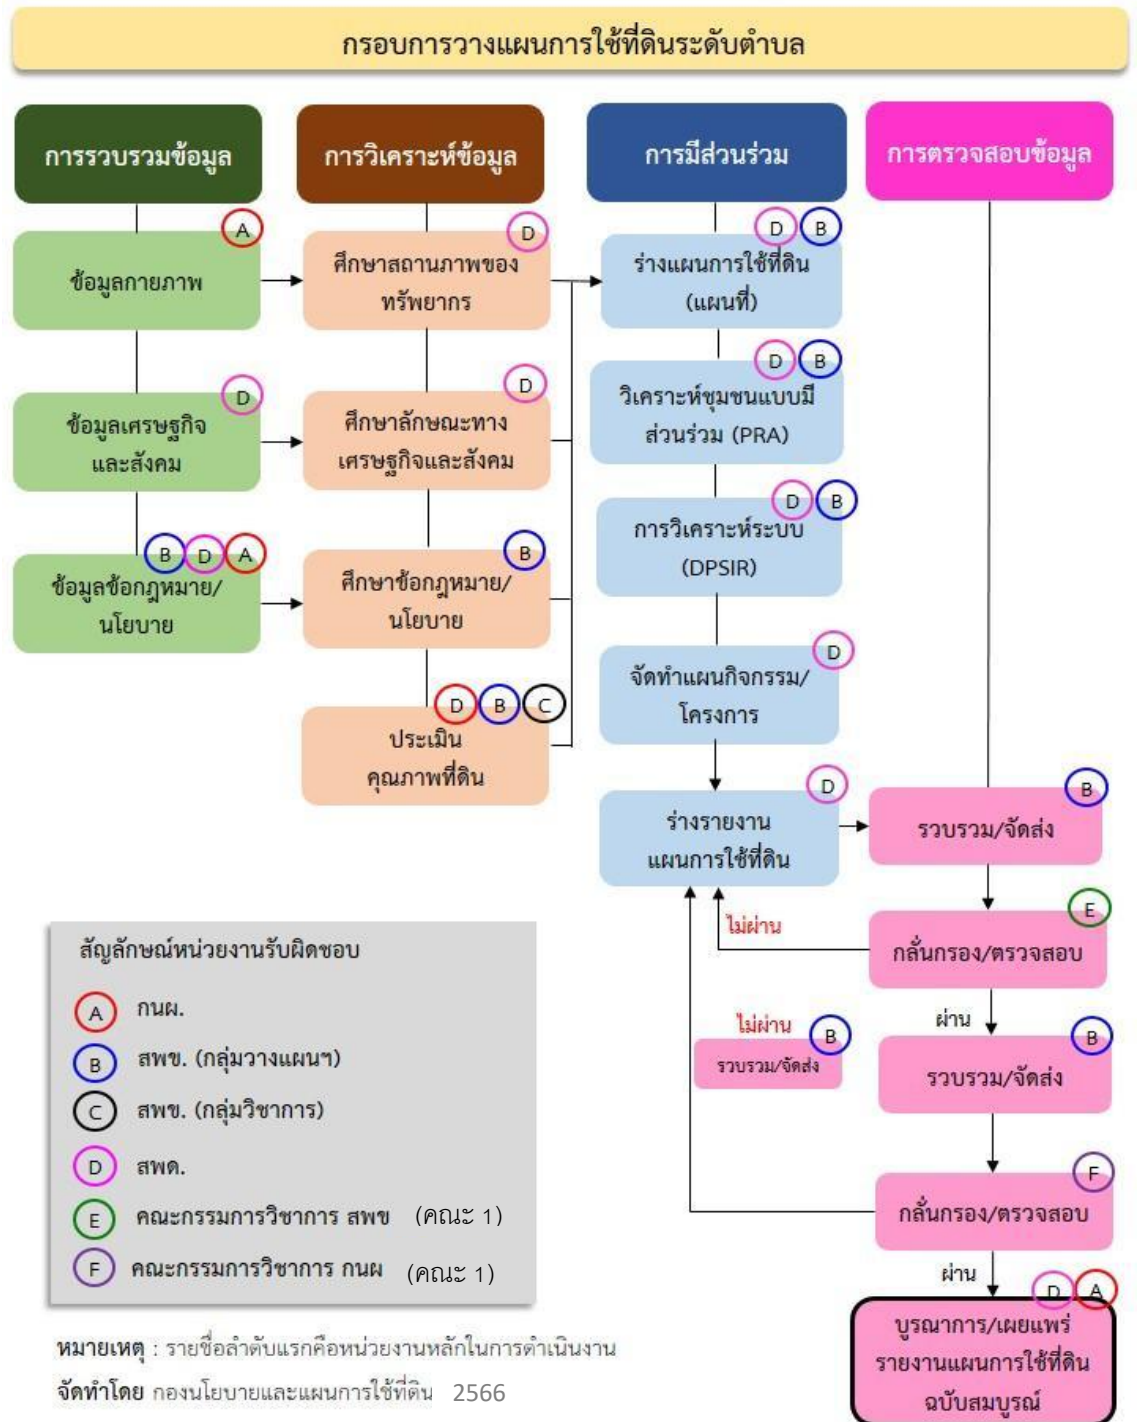 กรอบการวางแผนการใช้ที่ดินระดับตำบล
การรวบรวมข้อมูล
การวิเคราะห์ข้อมูล
การมีส่วนร่วม
การตรวจสอบข้อมูล
A
ข้อมูลกายภาพ
D
ข้อมูลเศรษฐกิจ
และสังคม
B D A
ข้อมูลข้อกฎหมาย/
นโยบาย
D
ศึกษาสถานภาพของ
ทรัพยากร
D
ศึกษาลักษณะทาง
เศรษฐกิจและสังคม
B
ศึกษาข้อกฎหมาย/
นโยบาย
D B C
ประเมิน
คุณภาพที่ดิน
D B
ร่างแผนการใช้ที่ดิน
(แผนที่)
D B
วิเคราะห์ชุมชนแบบมี
ส่วนร่วม (PRA)
D B
การวิเคราะห์ระบบ
(DPSIR)
D
จัดทำแผนกิจกรรม/
โครงการ
D
ร่างรายงาน
แผนการใช้ที่ดิน
B
รวบรวม/จัดส่ง
E
กลั่นกรอง/ตรวจสอบ
ไม่ผ่าน
ผ่าน
B
รวบรวม/จัดส่ง
ไม่ผ่าน
B
รวบรวม/จัดส่ง
F
กลั่นกรอง/ตรวจสอบ
ผ่าน
D A
บูรณาการ/เผยแพร่
รายงานแผนการใช้ที่ดิน
ฉบับสมบูรณ์
สัญลักษณ์หน่วยงานรับผิดชอบ
A กนผ.
B สพข. (กลุ่มวางแผนฯ)
C สพข. (กลุ่มวิชาการ)
D สพด.
E คณะกรรมการวิชาการ สพข (คณะ 1)
F คณะกรรมการวิชาการ กนผ (คณะ 1)
หมายเหตุ : รายชื่อลำดับแรกคือหน่วยงานหลักในการดำเนินงาน
จัดทำโดย กองนโยบายและแผนการใช้ที่ดิน 2566